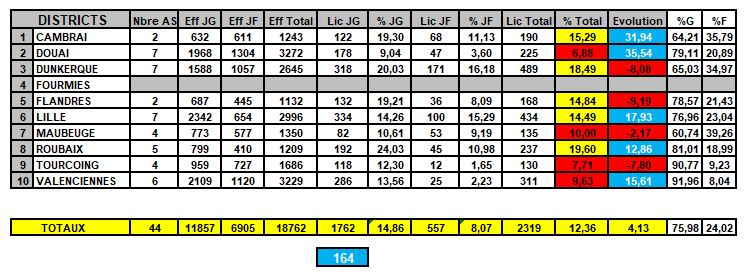 DISTRICTS Nbre AS Eff JG Eff JF Eff Total Lic JG % JG Lic JF % JF Lic Total % Total Evolution %G %F
1 CAMBRAI 2 632 611 1243 122 19,30 68 11,13 190 15,29 31,94 64,21 35,79
2 DOUAI 7 1968 1304 3272 178 9,04 47 3,60 225 6,88 35,54 79,11 20,89
3 DUNKERQUE 7 1588 1057 2645 318 20,03 171 16,18 489 18,49 -8,08 65,03 34,97
4 FOURMIES
5 FLANDRES 2 687 445 1132 132 19,21 36 8,09 168 14,84 -9,19 78,57 21,43
6 LILLE 7 2342 654 2996 334 14,26 100 15,29 434 14,49 17,93 76,96 23,04
7 MAUBEUGE 4 773 577 1350 82 10,61 53 9,19 135 10,00 -2,17 60,74 39,26
8 ROUBAIX 5 799 410 1209 192 24,03 45 10,98 237 19,60 12,86 81,01 18,99
9 TOURCOING 4 959 727 1686 118 12,30 12 1,65 130 7,71 -7,80 90,77 9,23
10 VALENCIENNES 6 2109 1120 3229 286 13,56 25 2,23 311 9,63 15,61 91,96 8,04
TOTAUX 44 11857 6905 18762 1762 14,86 557 8,07 2319 12,36 4,13 75,98 24,02
164